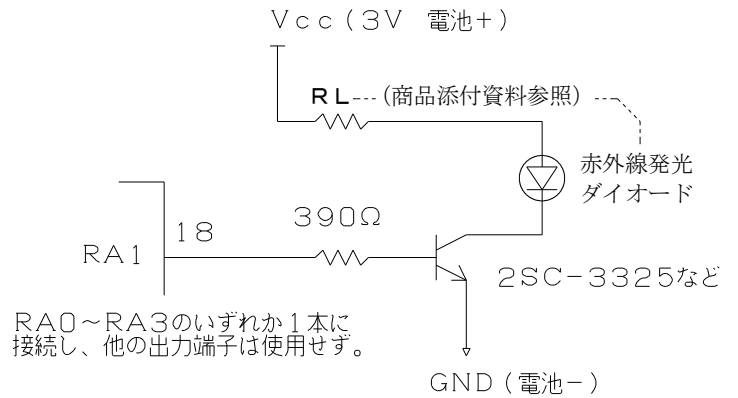 Vcc（3V 電池＋）
RL---（商品添付資料参照）---
赤外線発光
ダイオード
390Ω
18
RA1
2SC－3325など
RA0～RA3のいずれか1本に
接続し、他の出力端子は使用せず。
GND（電池－）